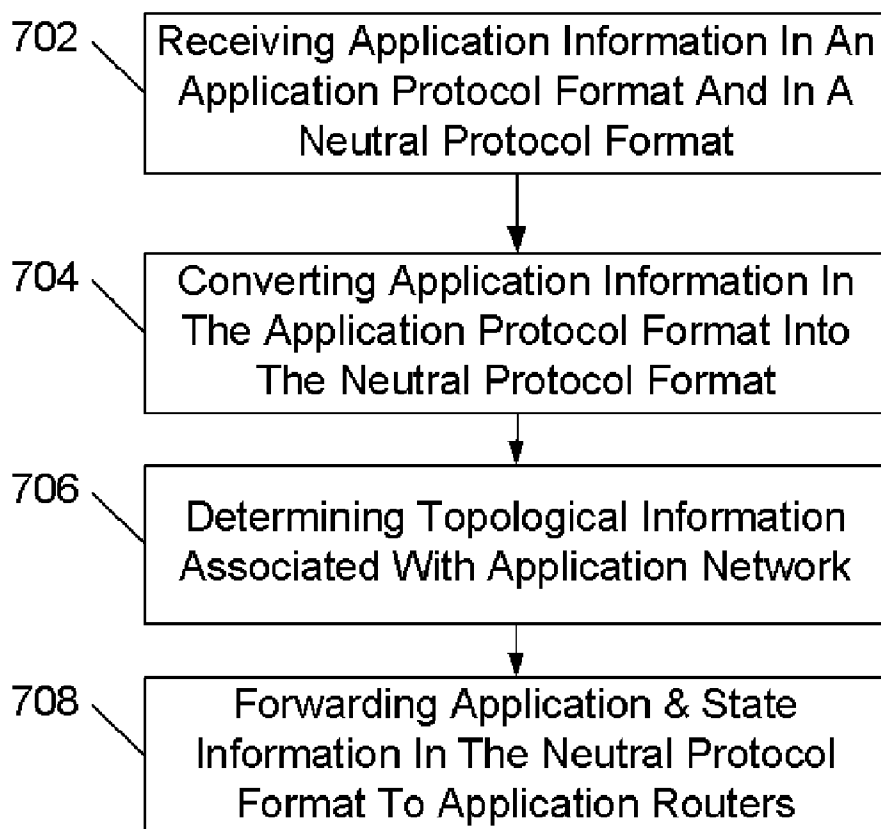 702
Receiving Application Information In An
Application Protocol Format And In A
Neutral Protocol Format
704
Converting Application Information In
The Application Protocol Format Into
The Neutral Protocol Format
706
Determining Topological Information
Associated With Application Network
708
Forwarding Application & State
Information In The Neutral Protocol
Format To Application Routers